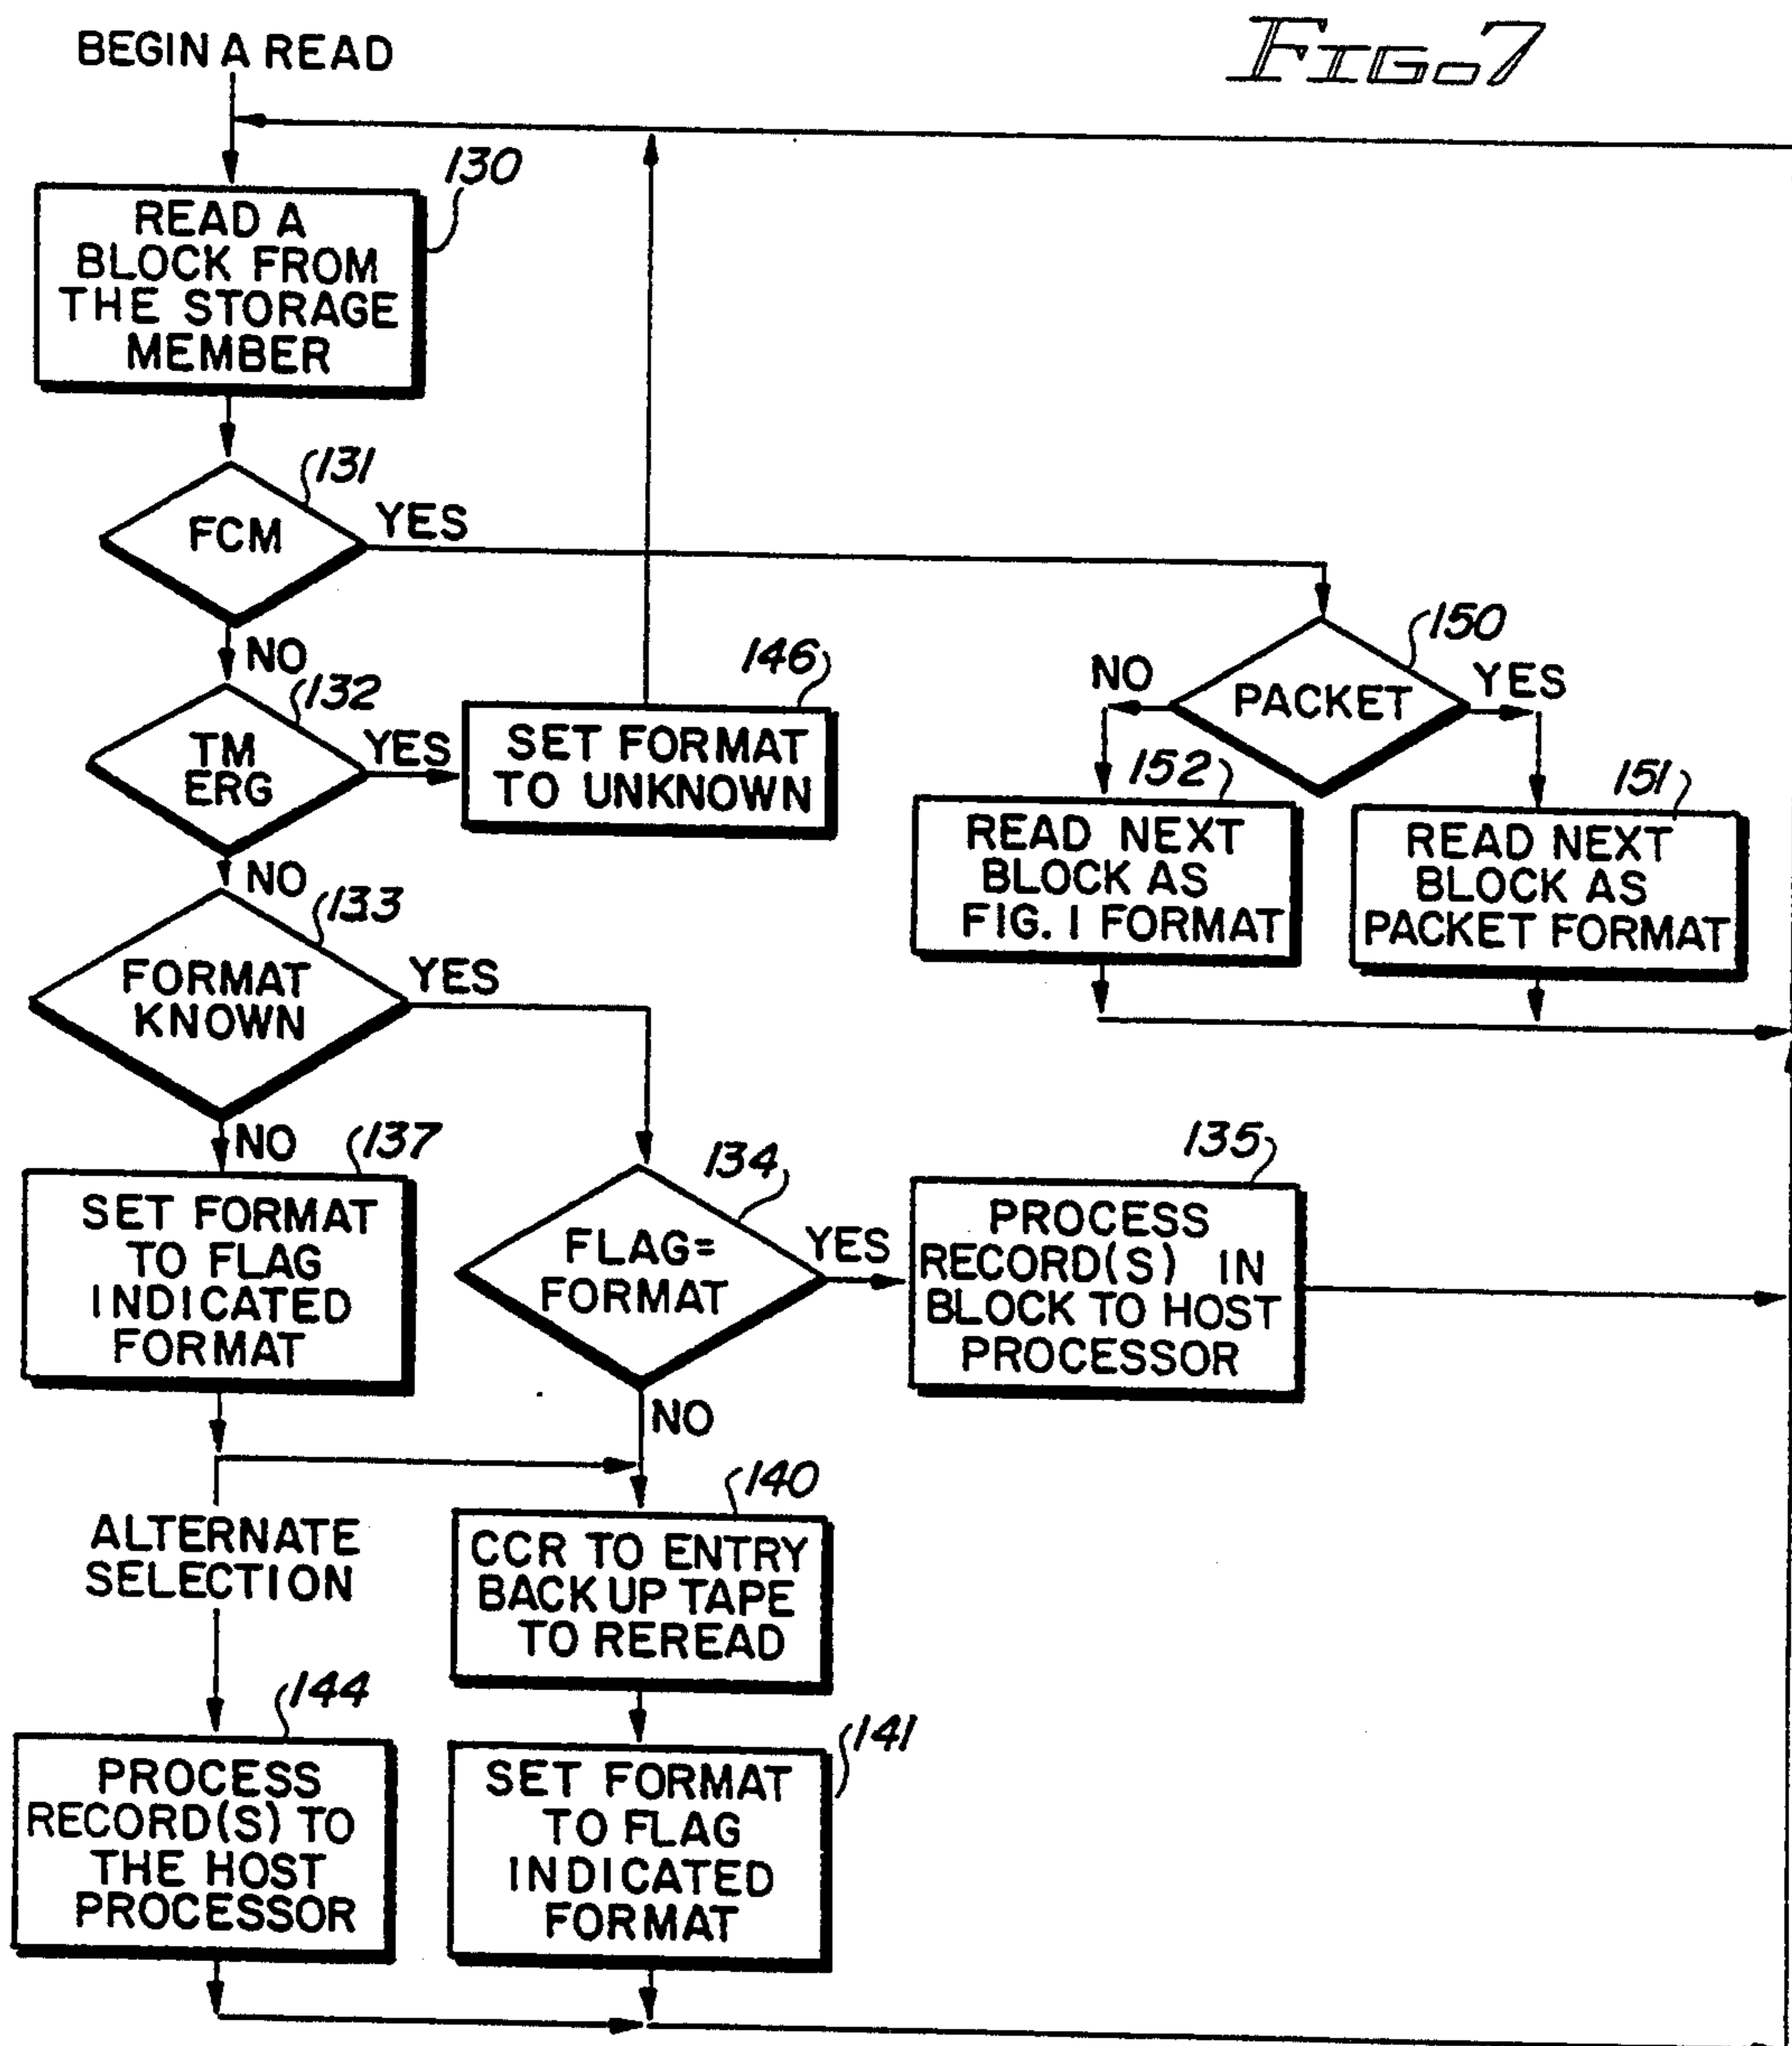 FIG. 7
BEGIN A READ
130
READ A
BLOCK FROM
THE STORAGE
MEMBER
131
FCM
YES
NO
132
TM
ERG
YES
146
SET FORMAT
TO UNKNOWN
NO
150
PACKET
NO
YES
152
READ NEXT
BLOCK AS
FIG. 1 FORMAT
151
READ NEXT
BLOCK AS
PACKET FORMAT
133
FORMAT
KNOWN
YES
NO
137
SET FORMAT
TO FLAG
INDICATED
FORMAT
134
FLAG=
FORMAT
YES
NO
135
PROCESS
RECORD(S) IN
BLOCK TO HOST
PROCESSOR
ALTERNATE
SELECTION
140
CCR TO ENTRY
BACK UP TAPE
TO REREAD
144
PROCESS
RECORD(S) TO
THE HOST
PROCESSOR
141
SET FORMAT
TO FLAG
INDICATED
FORMAT